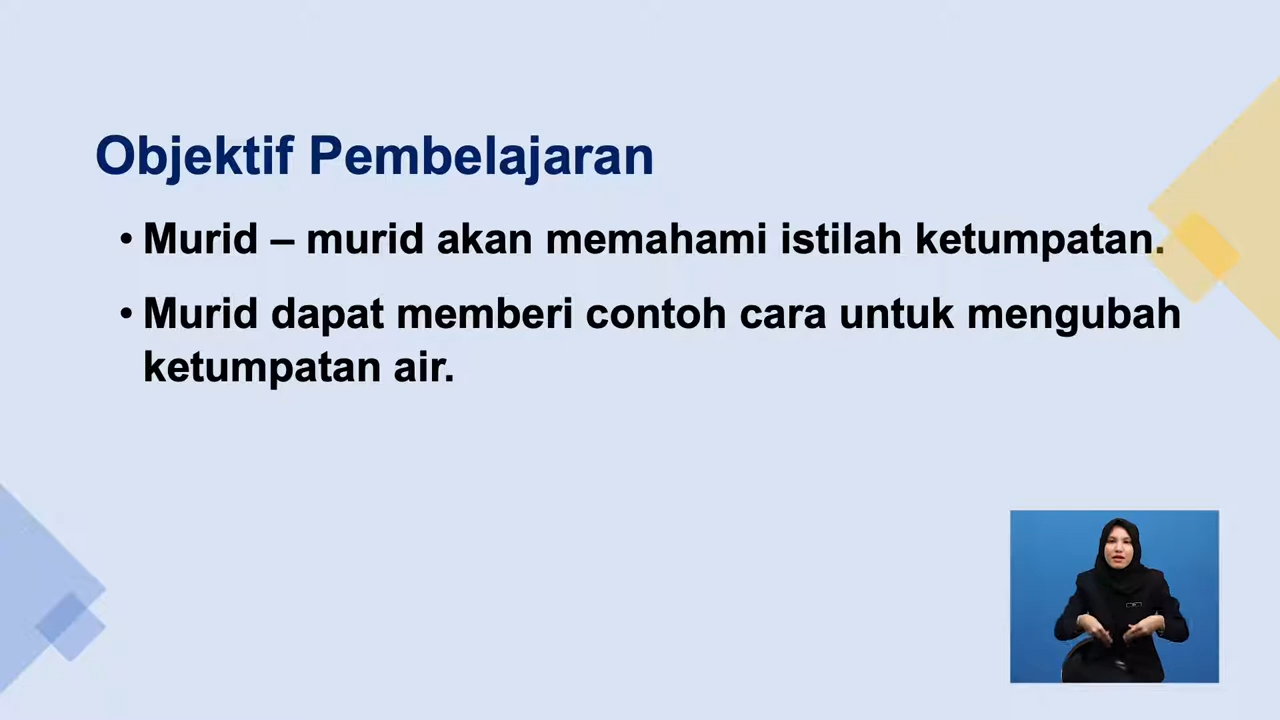 Objektif Pembelajaran
• Murid – murid akan memahami istilah ketumpatan.
• Murid dapat memberi contoh cara untuk mengubah
ketumpatan air.